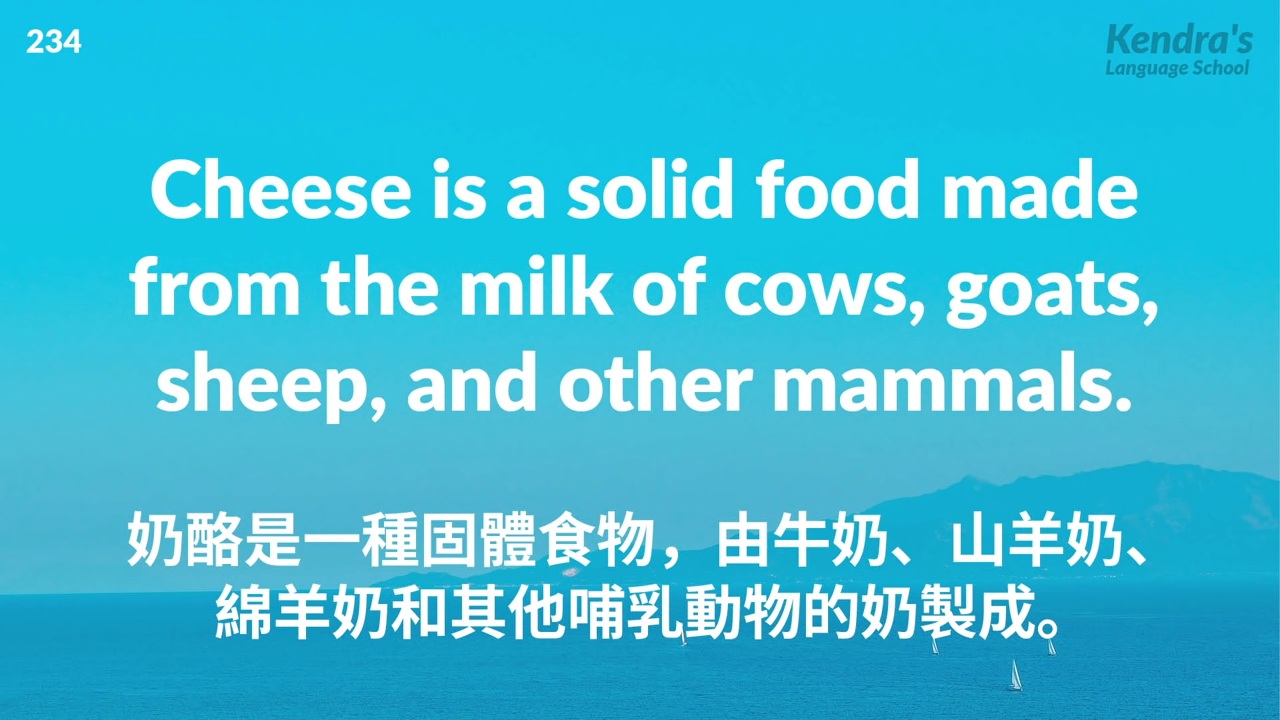 234
Kendra's
Language School
Cheese is a solid food made
from the milk of cows, goats,
sheep, and other mammals.
奶酪是一種固體食物，由牛奶、山羊奶、
綿羊奶和其他哺乳動物的奶製成。